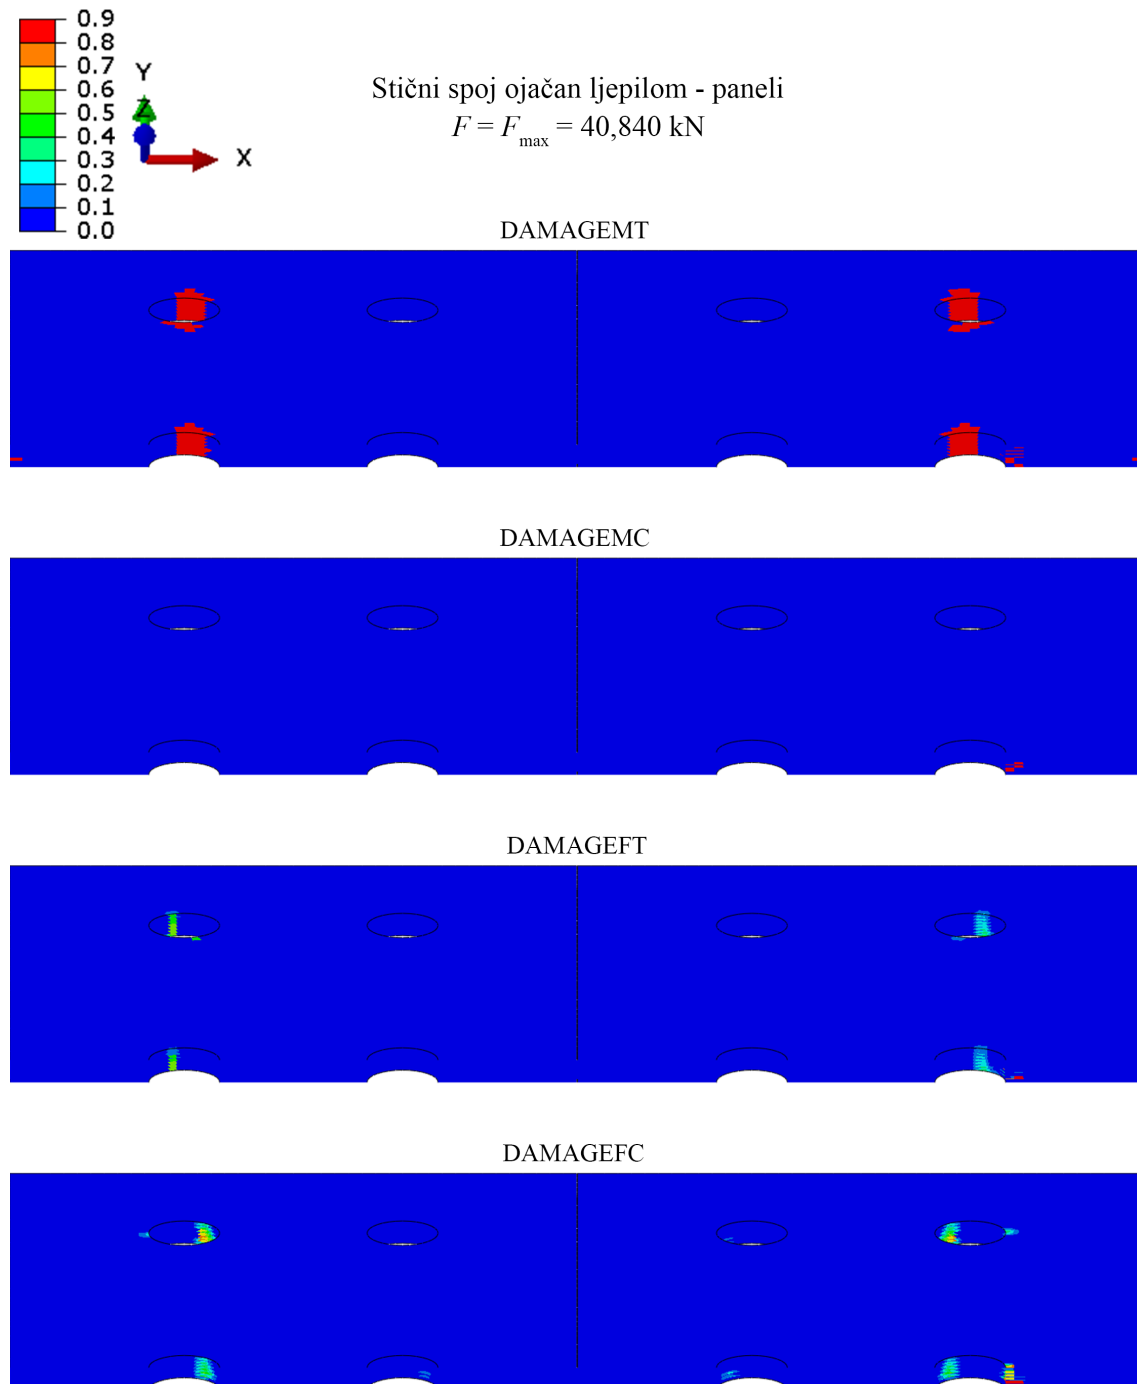 0.9
0.8
0.7
0.6
0.5
0.4
0.3
0.2
0.1
0.0
Y
Z
X
Stični spoj ojačan ljepilom - paneli
F = Fmax = 40,840 kN
DAMAGEMT
DAMAGEMC
DAMAGEFT
DAMAGEFC